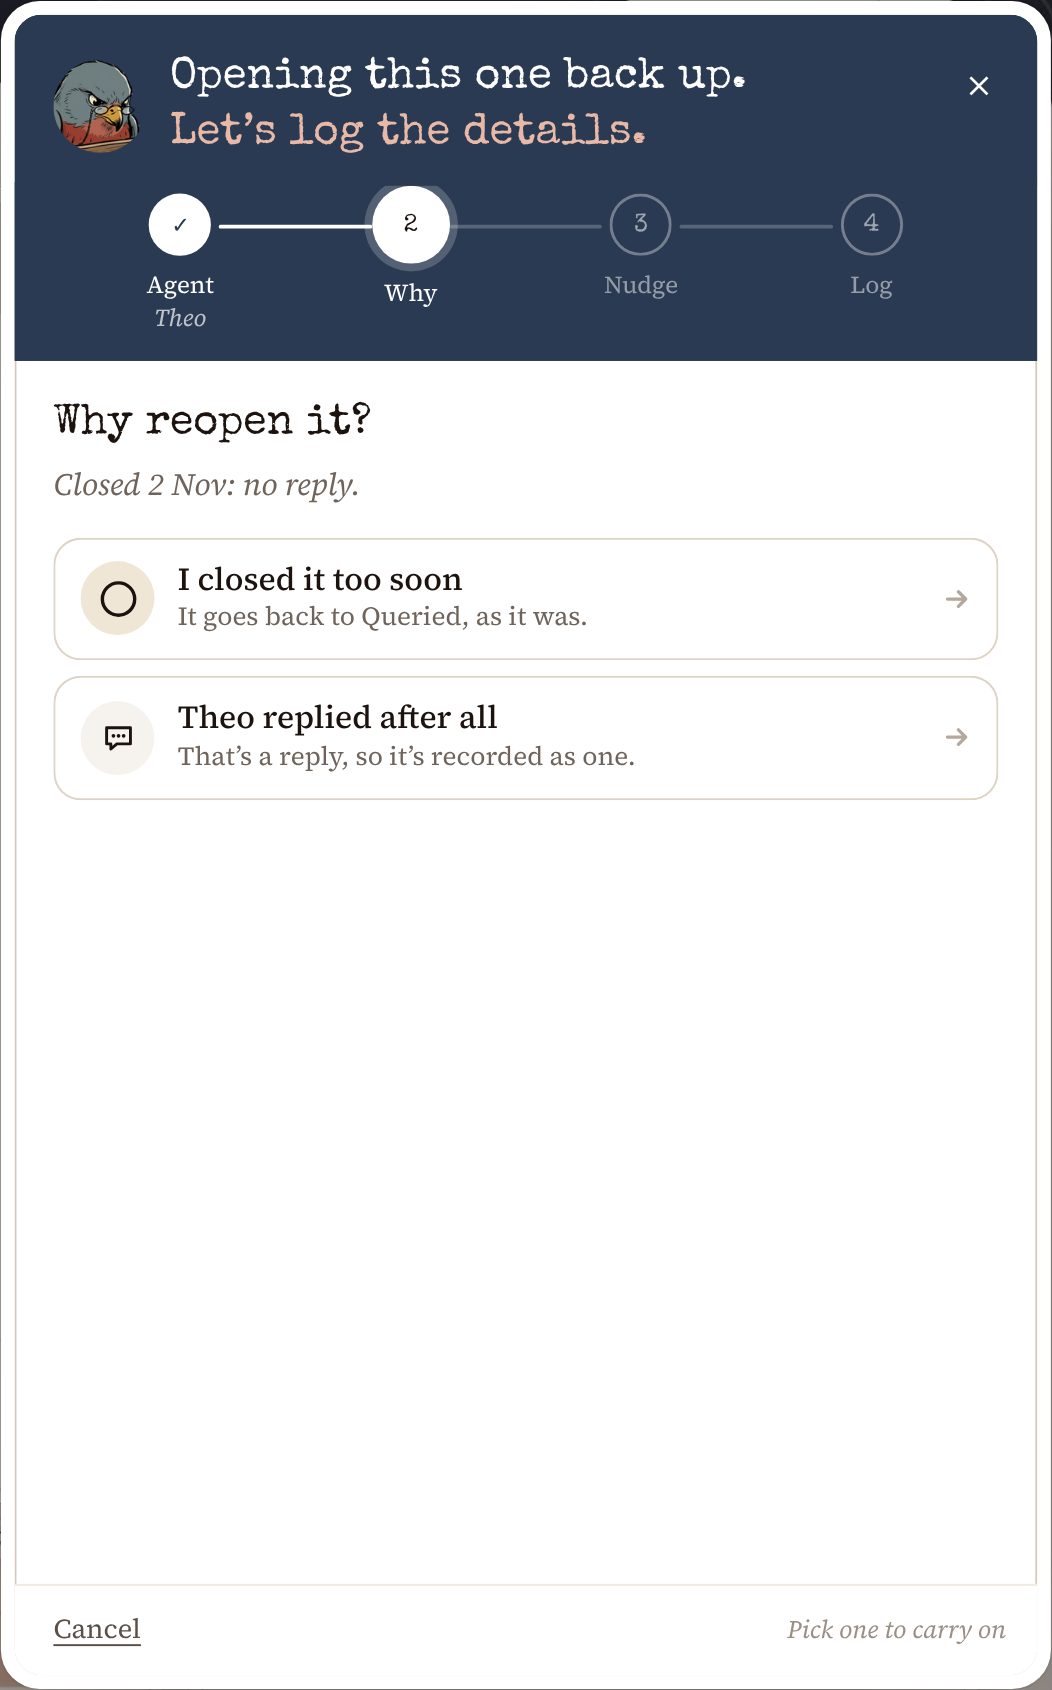 Opening this one back up.
Let’s log the details.
✓
2
3
4
Agent
Why
Nudge
Log
Theo
Why reopen it?
Closed 2 Nov: no reply.
I closed it too soon
It goes back to Queried, as it was.
Theo replied after all
That’s a reply, so it’s recorded as one.
Cancel
Pick one to carry on